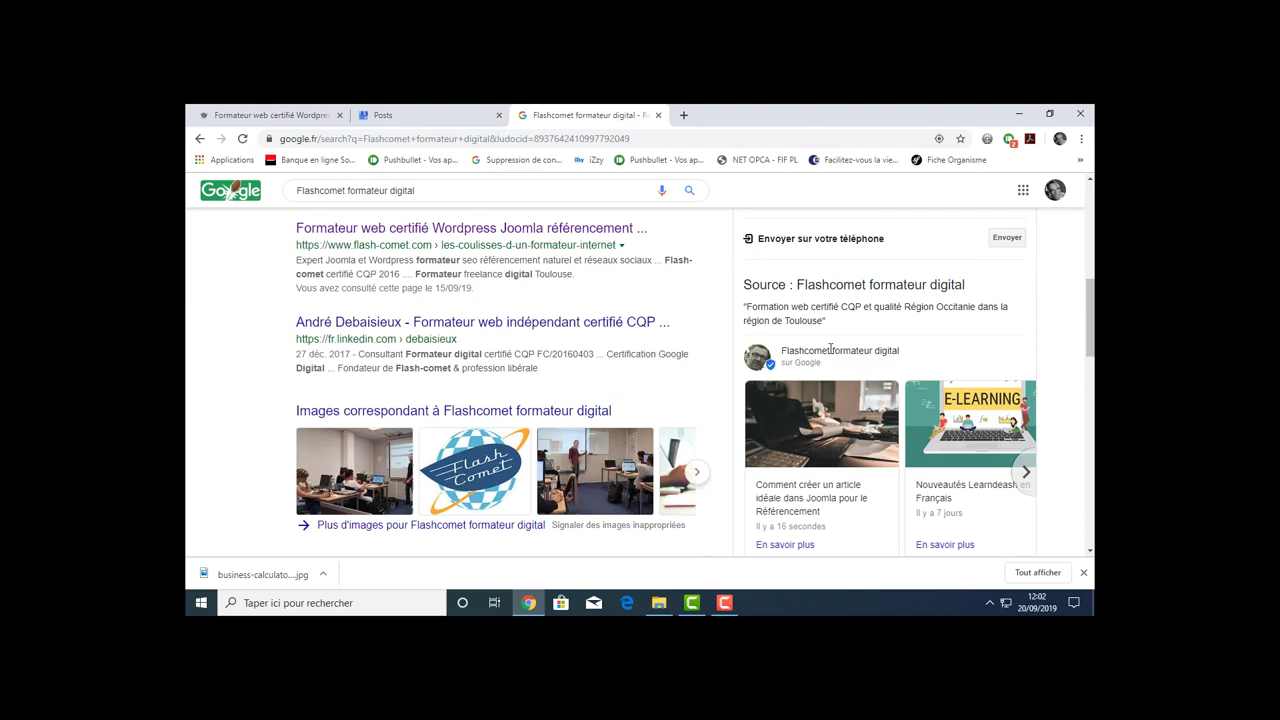 Formateur web certifié Wordpres
Posts
Flashcomet formateur digital - R
google.fr/search?q=Flashcomet+formateur+digital&ludocid=8937642410997792049
Applications
Banque en ligne So...
Pushbullet - Vos ap...
Suppression de con...
iZzy
Pushbullet - Vos ap...
NET OPCA - FIF PL
Facilitez-vous la vie...
Fiche Organisme
»
Google
Flashcomet formateur digital
Formateur web certifié Wordpress Joomla référencement ...
https://www.flash-comet.com › les-coulisses-d-un-formateur-internet
Expert Joomla et Wordpress formateur seo référencement naturel et réseaux sociaux ... Flash-
comet certifié CQP 2016 .... Formateur freelance digital Toulouse.
Vous avez consulté cette page le 15/09/19.
André Debaisieux - Formateur web indépendant certifié CQP ...
https://fr.linkedin.com › debaisieux
27 déc. 2017 - Consultant Formateur digital certifié CQP FC/20160403 ... Certification Google
Digital ... Fondateur de Flash-comet & profession libérale
Images correspondant à Flashcomet formateur digital
Flash
Comet
Plus d'images pour Flashcomet formateur digital
Signaler des images inappropriées
Envoyer sur votre téléphone
Envoyer
Source : Flashcomet formateur digital
"Formation web certifié CQP et qualité Région Occitanie dans la
région de Toulouse"
Flashcomet formateur digital
sur Google
E-LEARNING
Comment créer un article
idéale dans Joomla pour le
Référencement
Il y a 16 secondes
En savoir plus
Nouveautés Learndash en
Français
Il y a 7 jours
En savoir plus
business-calculato....jpg
Tout afficher
Taper ici pour rechercher
12:02
20/09/2019